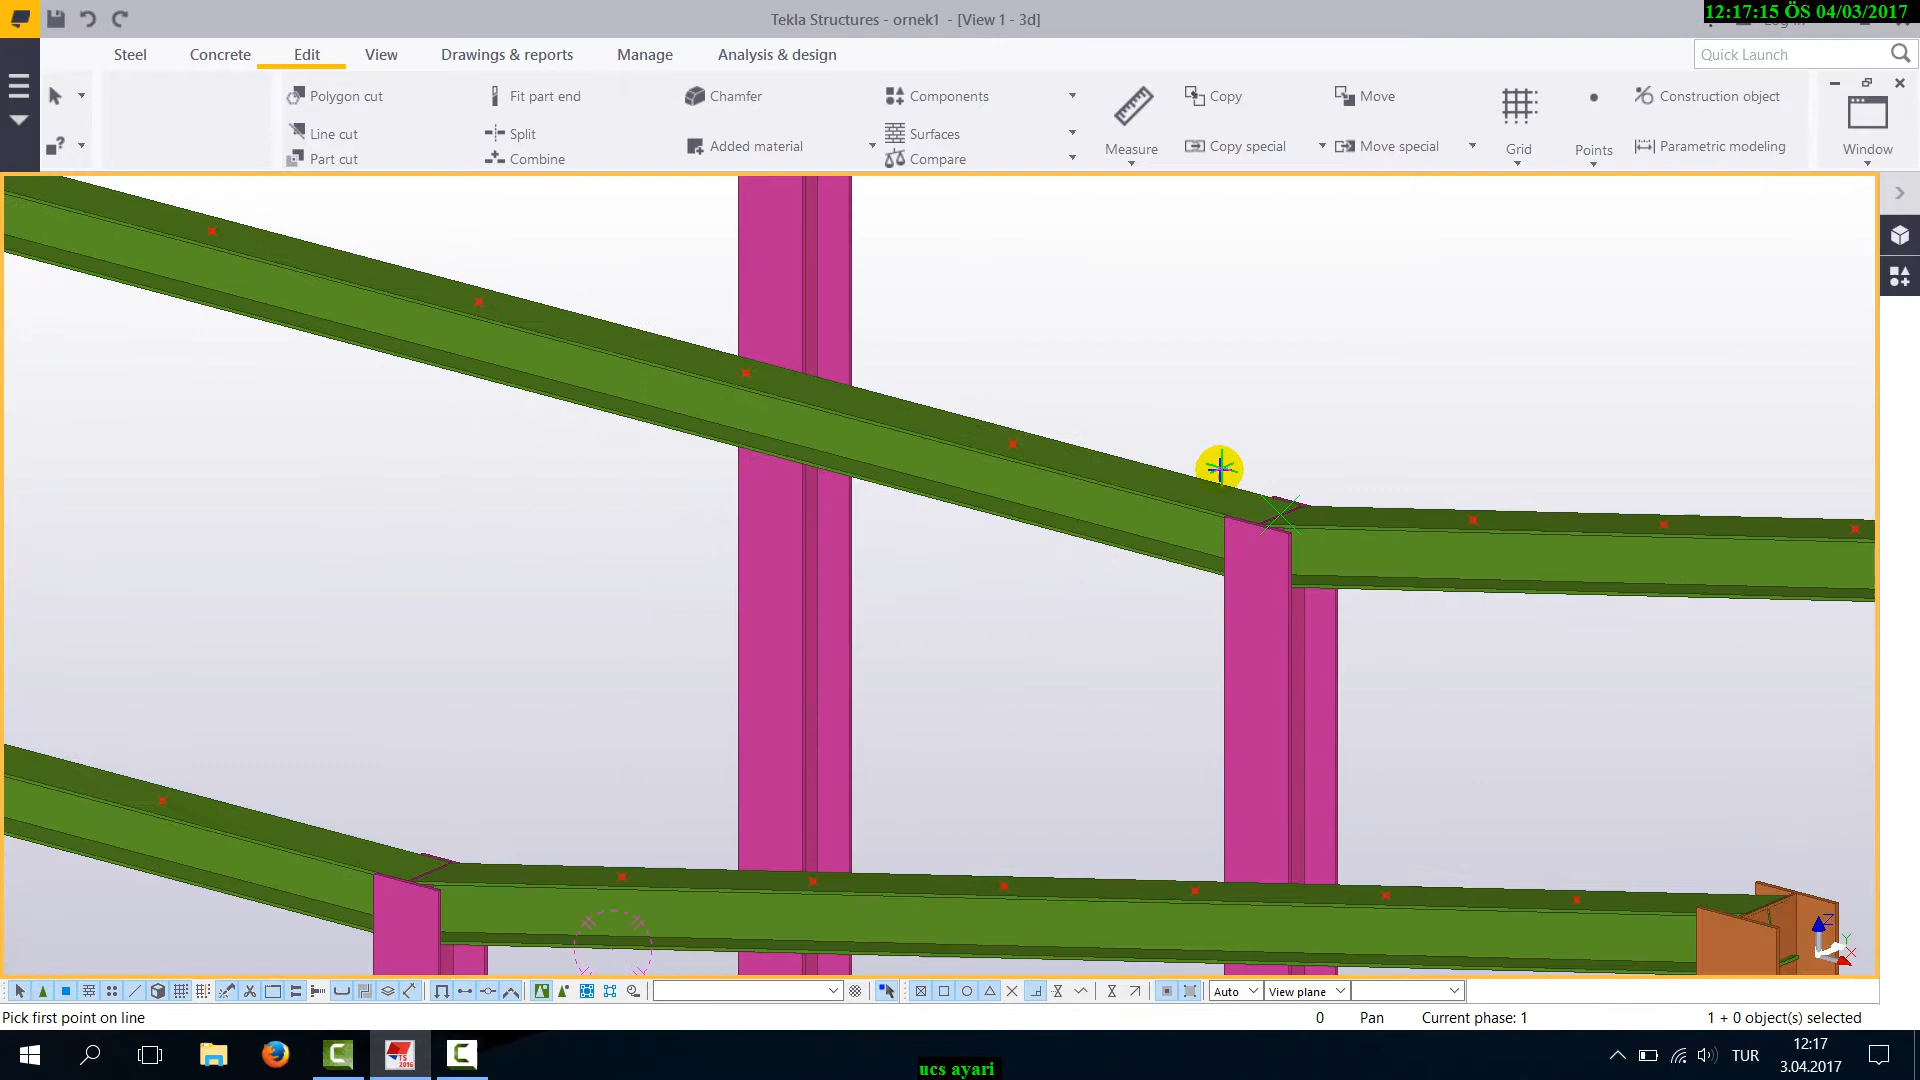 Tekla Structures - ornek1 - [View 1 - 3d]
12:17:15 ÖS 04/03/2017
Steel
Concrete
Edit
View
Drawings & reports
Manage
Analysis & design
Quick Launch
Polygon cut
Fit part end
Chamfer
Components
Copy
Move
Construction object
Line cut
Split
Surfaces
Added material
Measure
Copy special
Move special
Grid
Points
Parametric modeling
Window
Part cut
Combine
Compare
Z
Y
X
Auto
View plane
Pick first point on line
0
Pan
Current phase: 1
1 + 0 object(s) selected
TS
2016
TUR
12:17
3.04.2017
ucs ayari